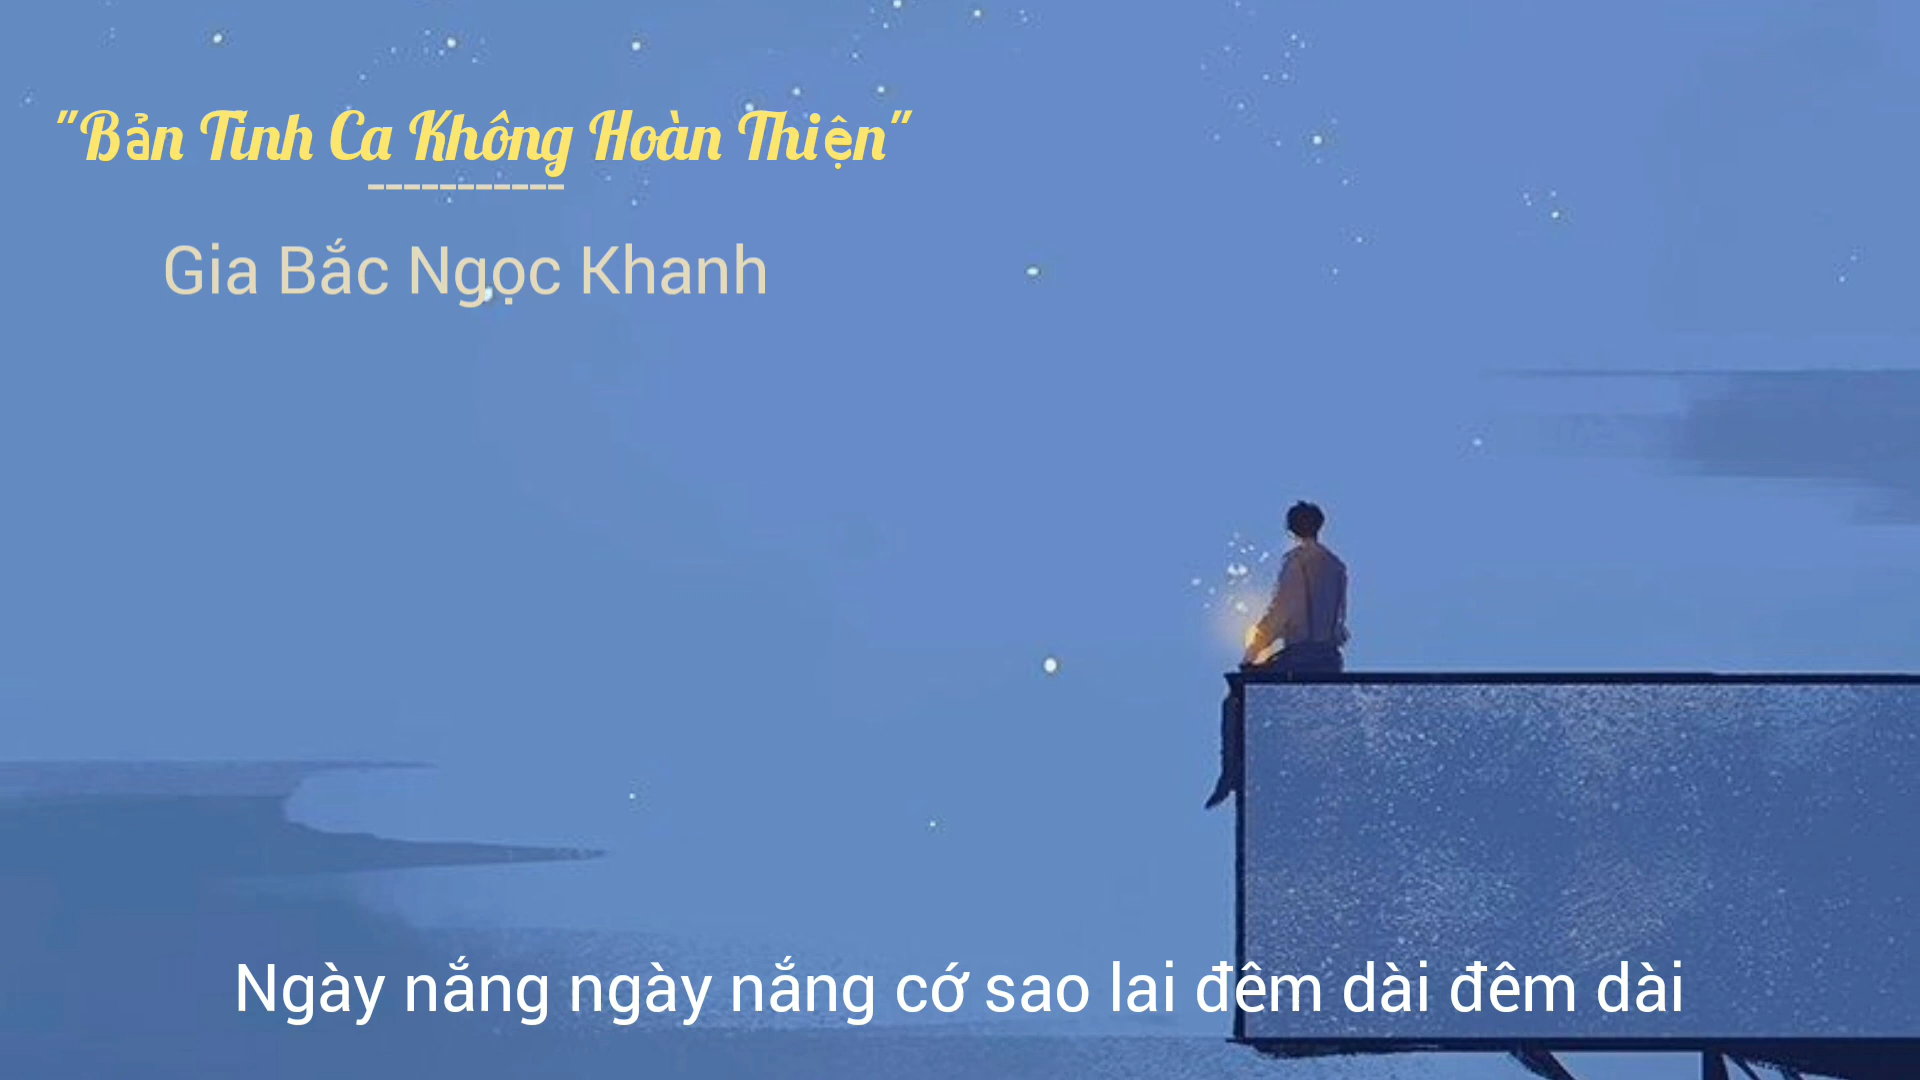 "Bản Tình Ca Không Hoàn Thiện"
-----------
Gia Bắc Ngọc Khanh
Ngày nắng ngày nắng cớ sao lai đêm dài đêm dài